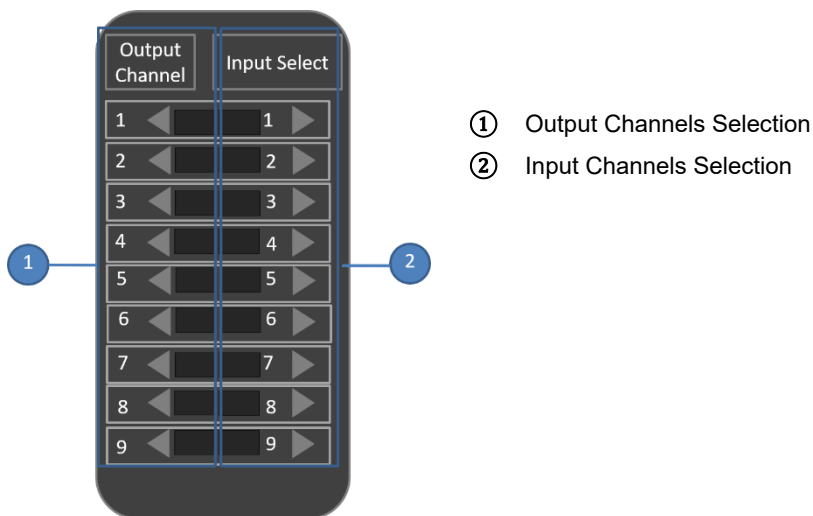 Output
Channel
Input Select
1 1
2 2
3 3
4 4
5 5
6 6
7 7
8 8
9 9
1
2
① Output Channels Selection
② Input Channels Selection